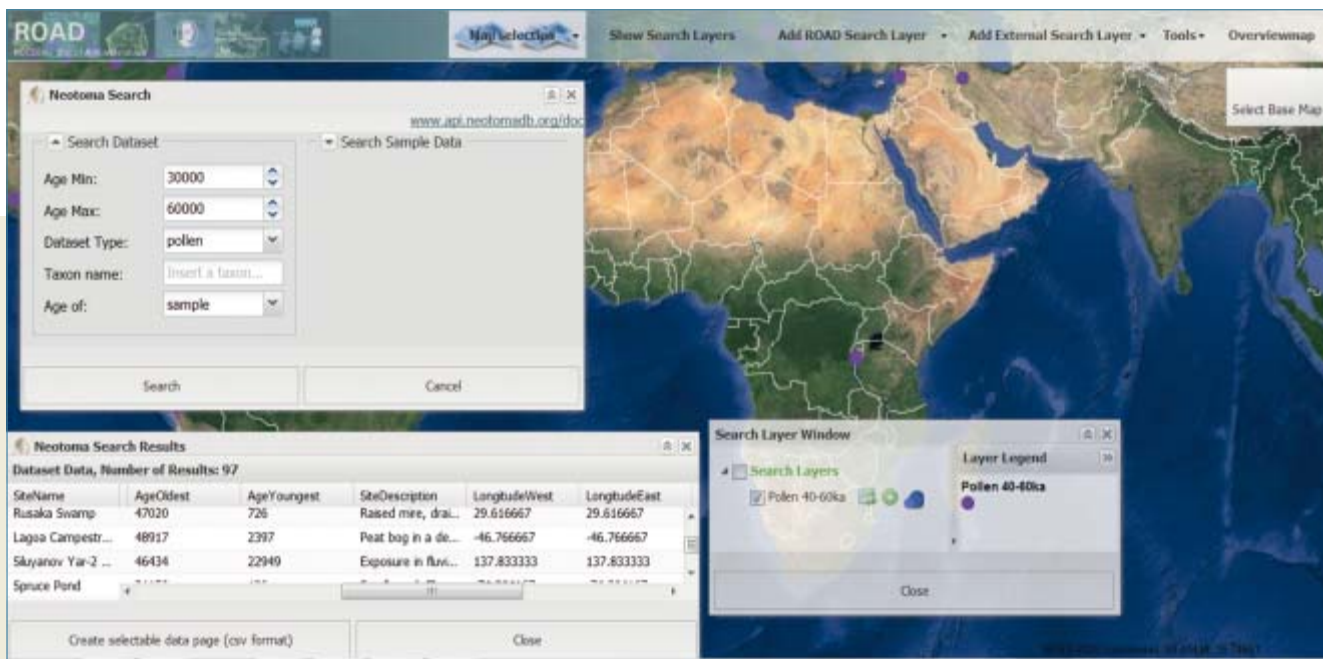 ROAD
Map selection
Show Search Layers
Add ROAD Search Layer
Add External Search Layer
Tools
Overviewmap
Select Base Map
Neotoma Search
www.api.neotomadb.org/doc
Search Dataset
Search Sample Data
Age Min: 30000
Age Max: 60000
Dataset Type: pollen
Taxon name: Insert a taxon...
Age of: sample
Search Cancel
Neotoma Search Results
Dataset Data, Number of Results: 97
SiteName AgeOldest AgeYoungest SiteDescription LongitudeWest LongitudeEast
Rusaka Swamp 47020 726 Raised mire, drai... 29.616667 29.616667
Lagoa Campestr... 48917 2397 Peat bog in a de... -46.766667 -46.766667
Siluyanov Yar-2 ... 46434 22949 Exposure in fluvi... 137.833333 137.833333
Spruce Pond
Create selectable data page (csv format) Close
Search Layer Window
Search Layers
Pollen 40-60ka
Layer Legend
Pollen 40-60ka
Close